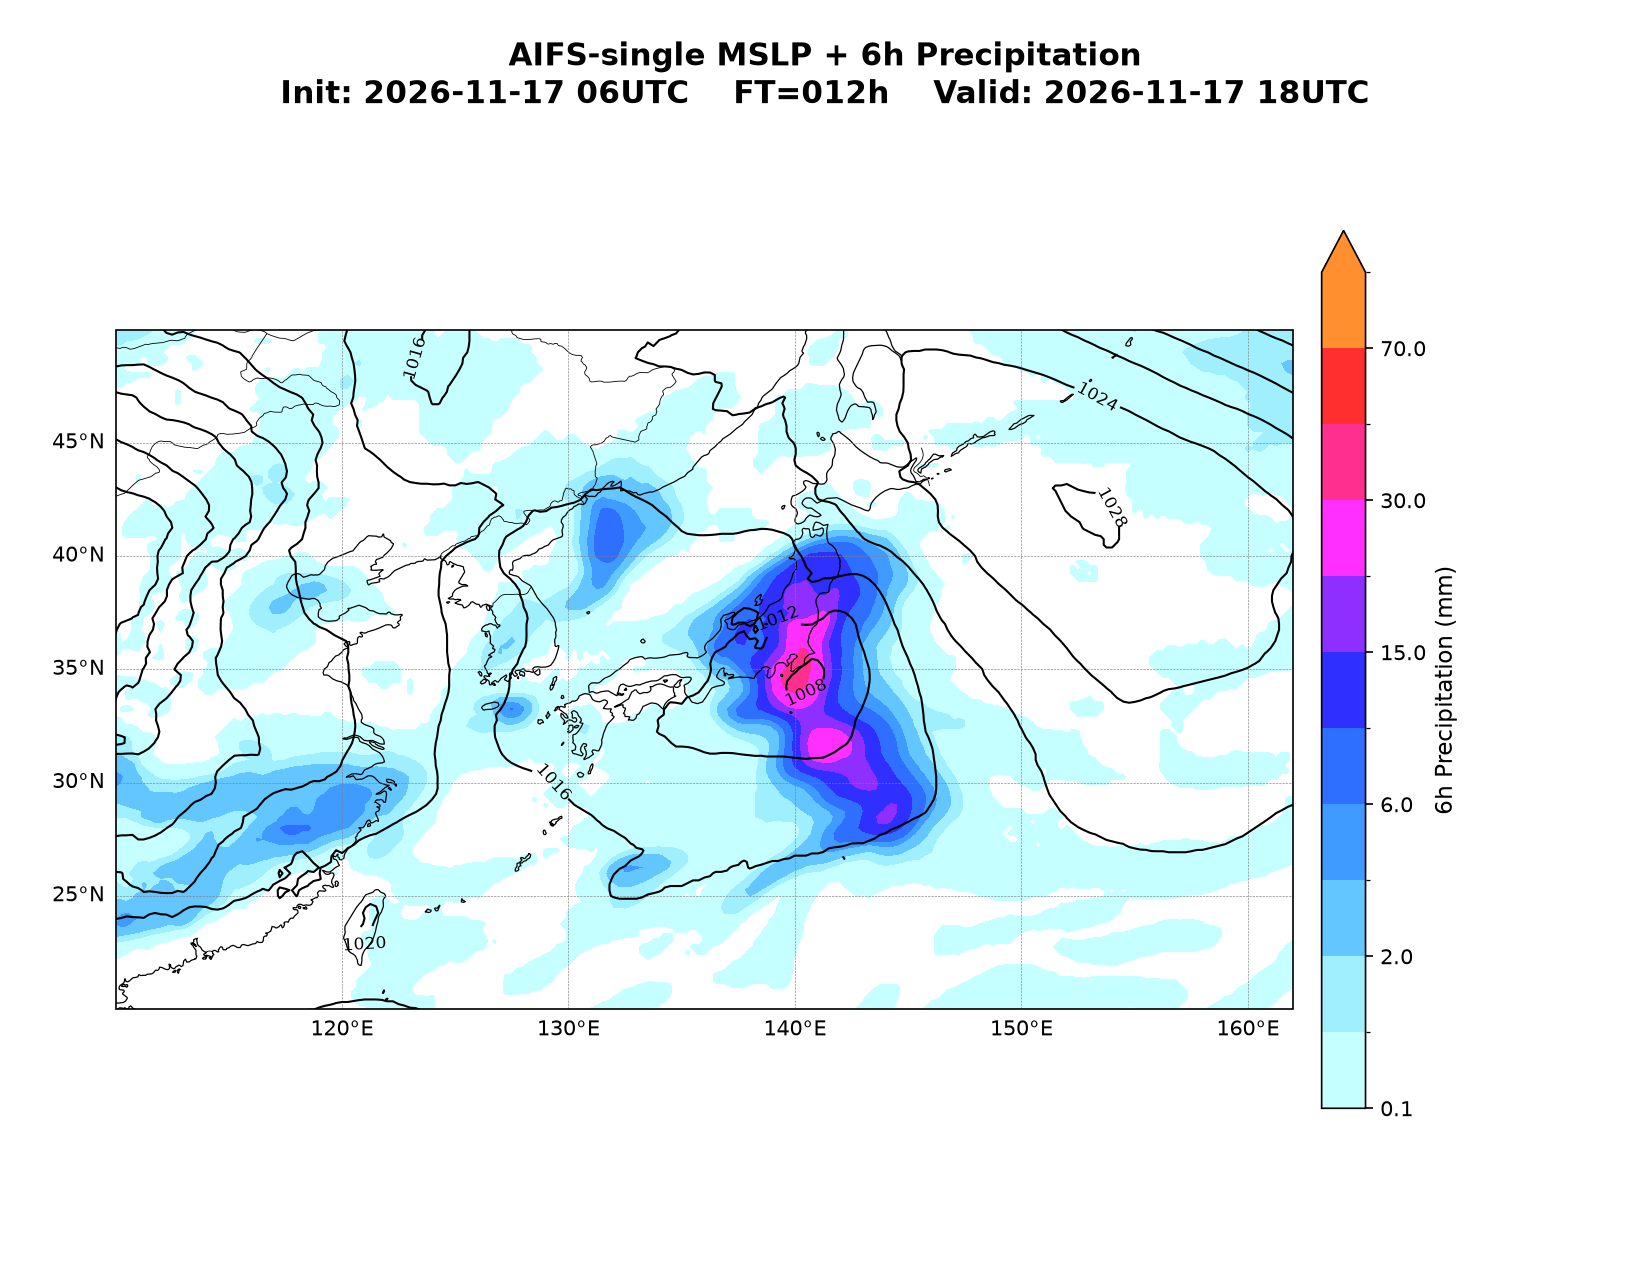 AIFS-single MSLP + 6h Precipitation
Init: 2026-11-17 06UTC    FT=012h    Valid: 2026-11-17 18UTC
1016
1024
1028
1012
1008
1016
1020
45°N
40°N
35°N
30°N
25°N
120°E
130°E
140°E
150°E
160°E
70.0
30.0
15.0
6.0
2.0
0.1
6h Precipitation (mm)